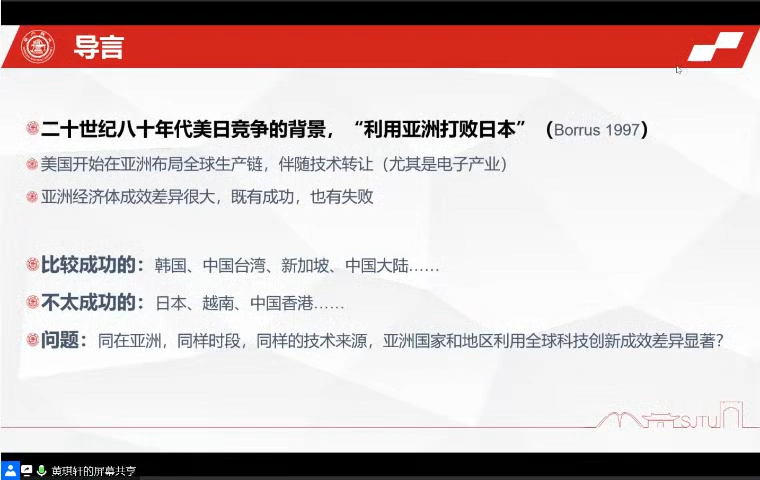 导言
二十世纪八十年代美日竞争的背景，“利用亚洲打败日本”（Borrus 1997）
美国开始在亚洲布局全球生产链，伴随技术转让（尤其是电子产业）
亚洲经济体成效差异很大，既有成功，也有失败
比较成功的：韩国、中国台湾、新加坡、中国大陆……
不太成功的：日本、越南、中国香港……
问题：同在亚洲，同样时段，同样的技术来源，亚洲国家和地区利用全球科技创新成效差异显著？
SJTU
黄琪轩的屏幕共享